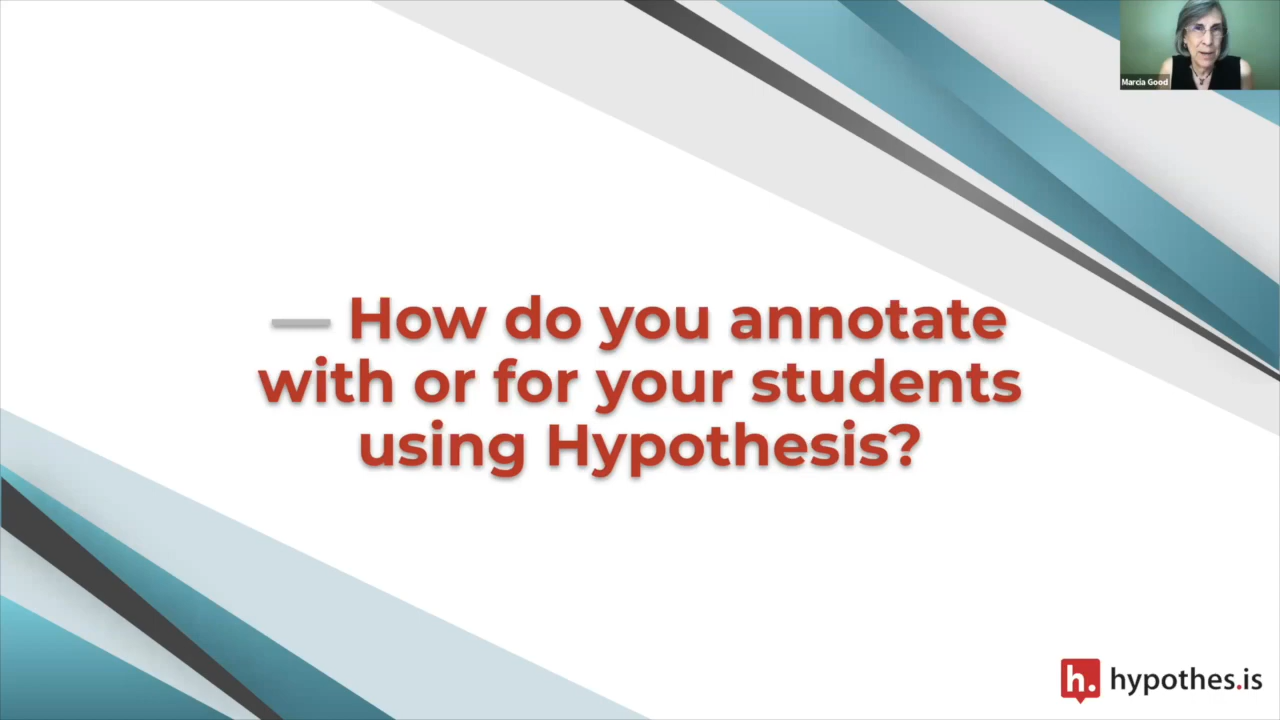 Marcia Good
— How do you annotate
with or for your students
using Hypothesis?
h. hypothes.is